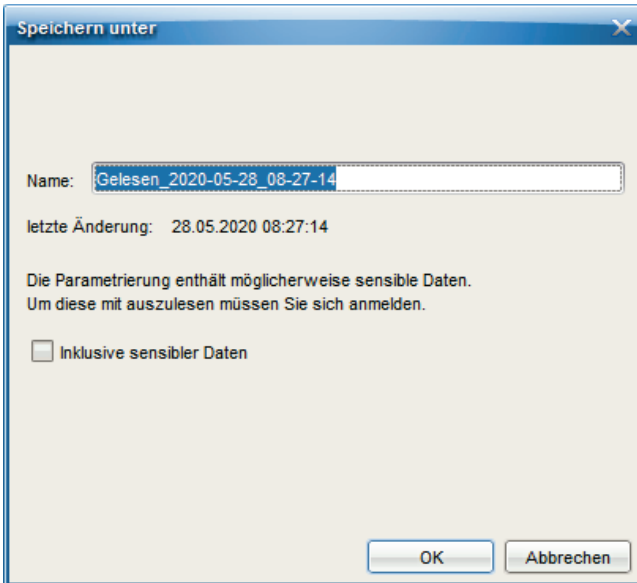 Speichern unter
Name: Gelesen_2020-05-28_08-27-14
letzte Änderung: 28.05.2020 08:27:14
Die Parametrierung enthält möglicherweise sensible Daten.
Um diese mit auszulesen müssen Sie sich anmelden.
Inklusive sensibler Daten
OK Abbrechen